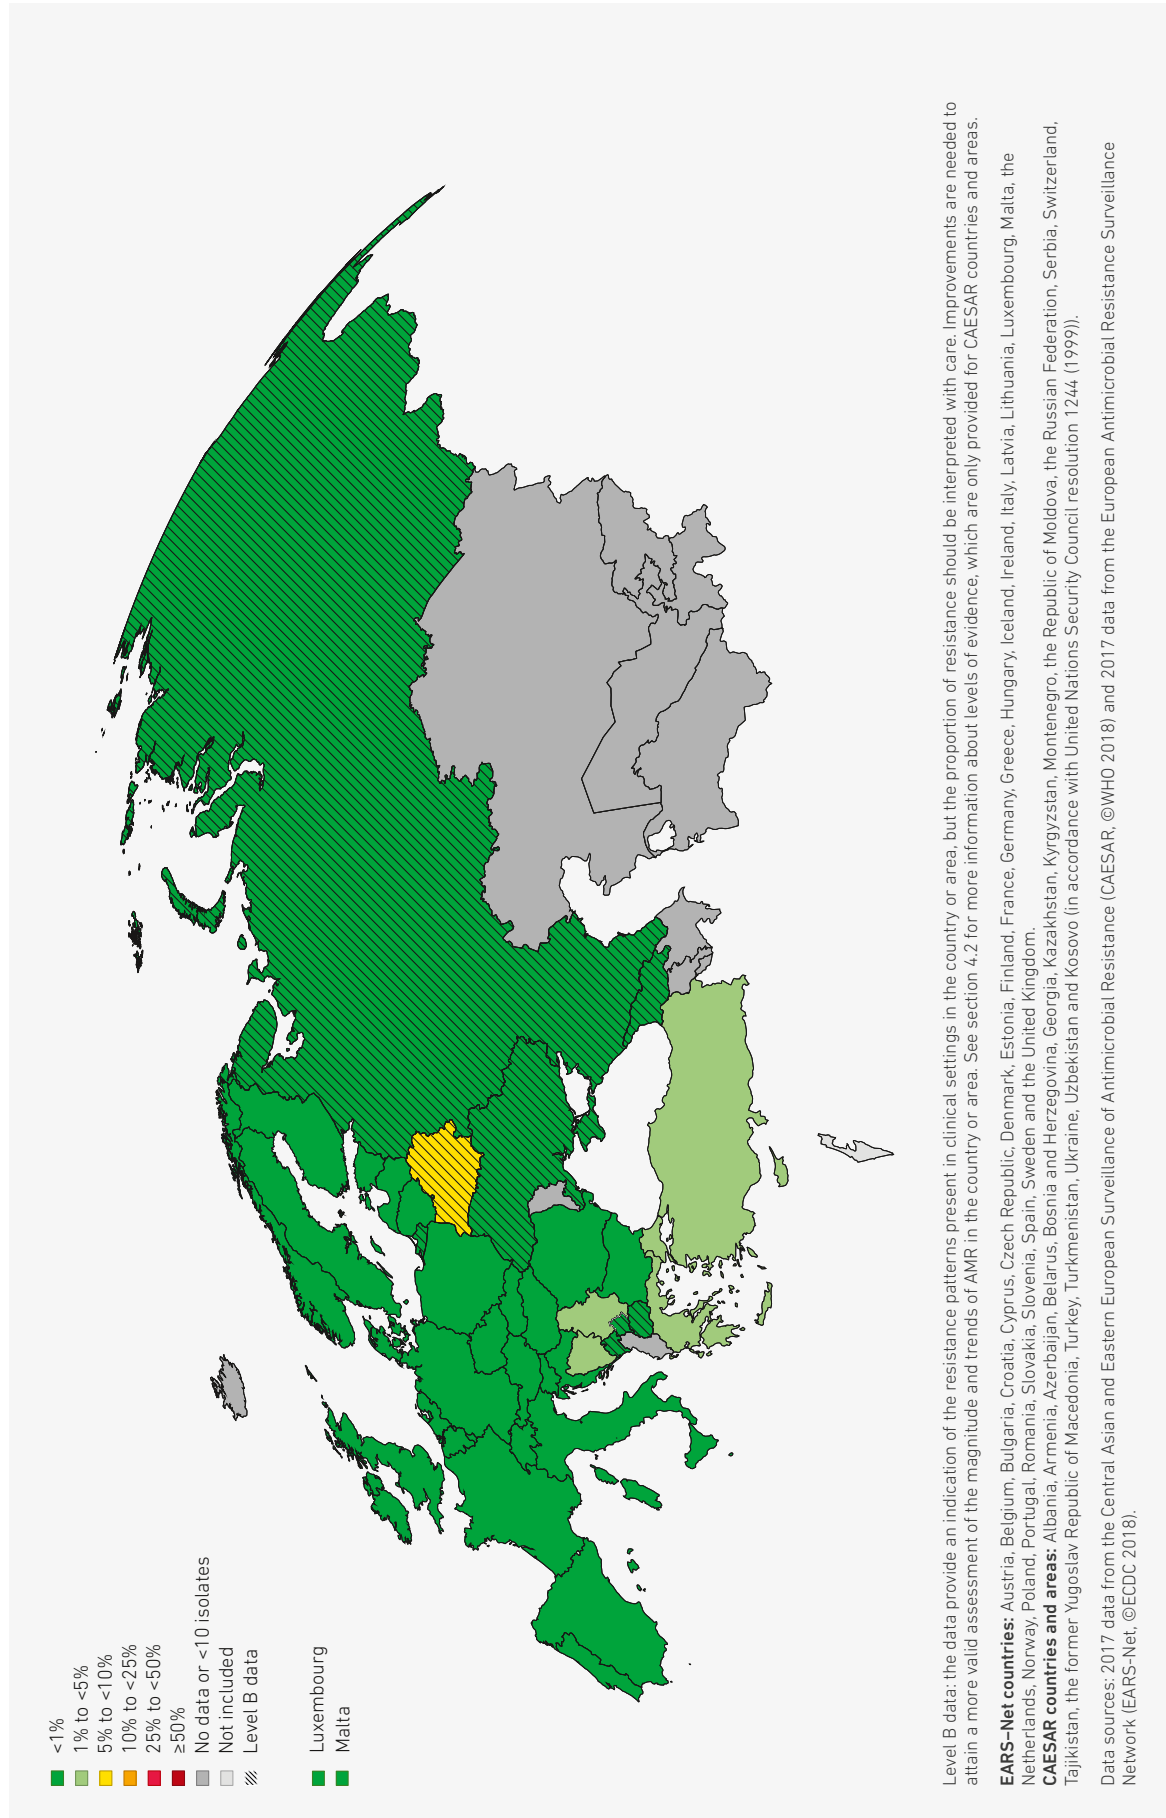 <1%
1% to <5%
5% to <10%
10% to <25%
25% to <50%
≥50%
No data or <10 isolates
Not included
Level B data
Luxembourg
Malta
Level B data: the data provide an indication of the resistance patterns present in clinical settings in the country or area, but the proportion of resistance should be interpreted with care. Improvements are needed to
attain a more valid assessment of the magnitude and trends of AMR in the country or area. See section 4.2 for more information about levels of evidence, which are only provided for CAESAR countries and areas.
EARS–Net countries: Austria, Belgium, Bulgaria, Croatia, Cyprus, Czech Republic, Denmark, Estonia, Finland, France, Germany, Greece, Hungary, Iceland, Ireland, Italy, Latvia, Lithuania, Luxembourg, Malta, the
Netherlands, Norway, Poland, Portugal, Romania, Slovakia, Slovenia, Spain, Sweden and the United Kingdom.
CAESAR countries and areas: Albania, Armenia, Azerbaijan, Belarus, Bosnia and Herzegovina, Georgia, Kazakhstan, Kyrgyzstan, Montenegro, the Republic of Moldova, the Russian Federation, Serbia, Switzerland,
Tajikistan, the former Yugoslav Republic of Macedonia, Turkey, Turkmenistan, Ukraine, Uzbekistan and Kosovo (in accordance with United Nations Security Council resolution 1244 (1999)).
Data sources: 2017 data from the Central Asian and Eastern European Surveillance of Antimicrobial Resistance (CAESAR, ©WHO 2018) and 2017 data from the European Antimicrobial Resistance Surveillance
Network (EARS–Net, ©ECDC 2018).